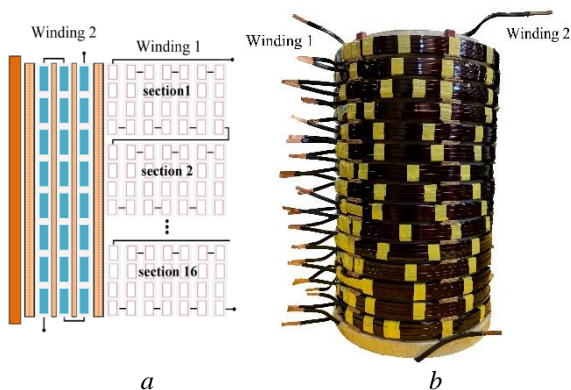 Winding 2
Winding 1
section1
section 2
section 16
a
Winding 1
Winding 2
b